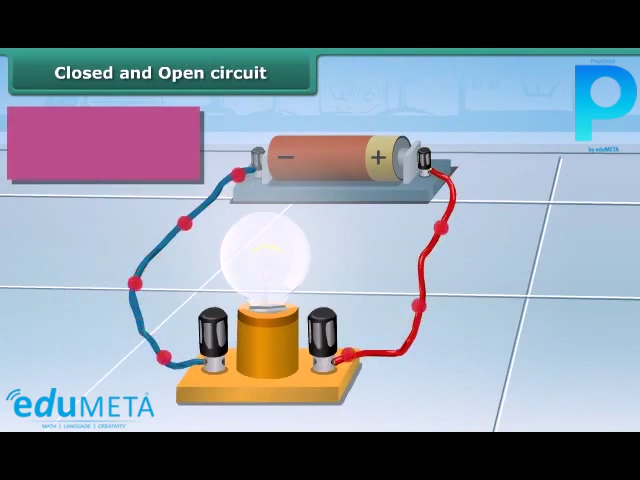 Closed and Open circuit
P
by eduMETA
− +
eduMETA
MATH | LANGUAGE | CREATIVITY